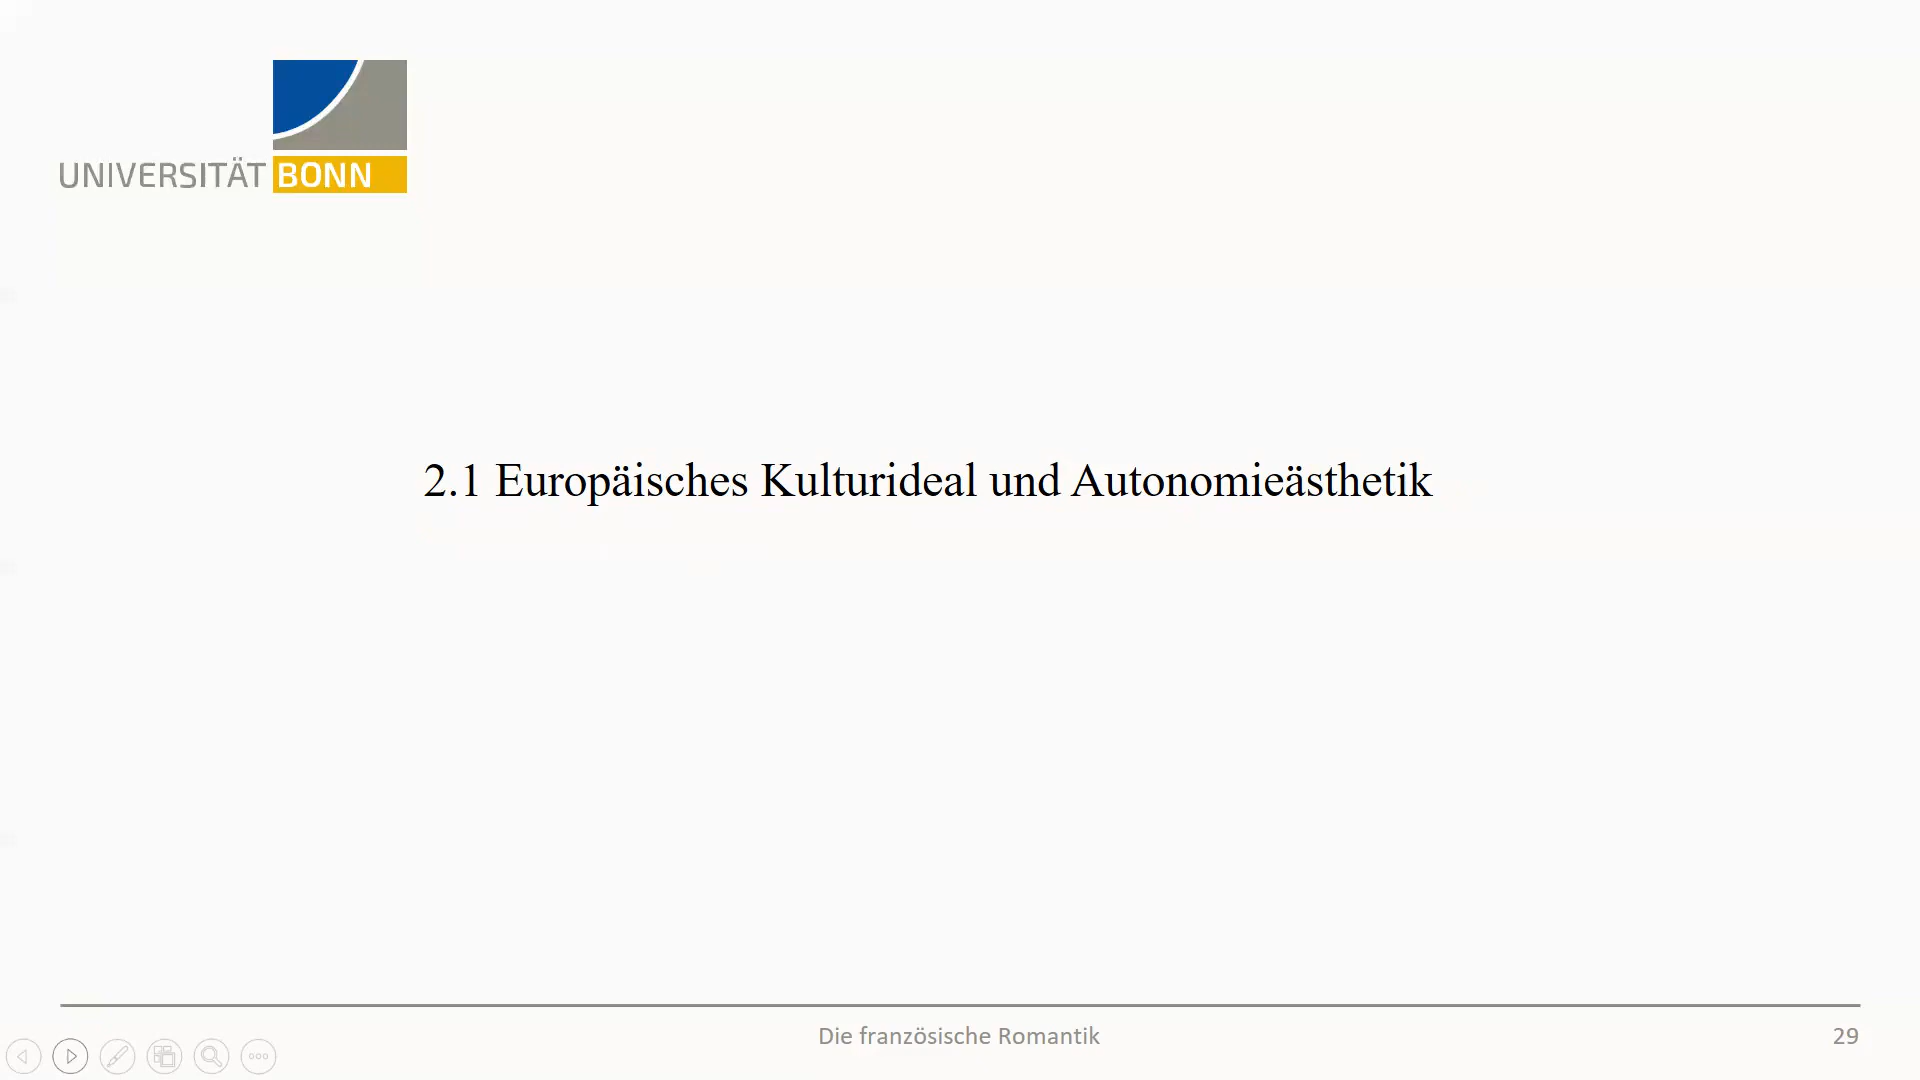 UNIVERSITÄT BONN
2.1 Europäisches Kulturideal und Autonomieästhetik
Die französische Romantik
29